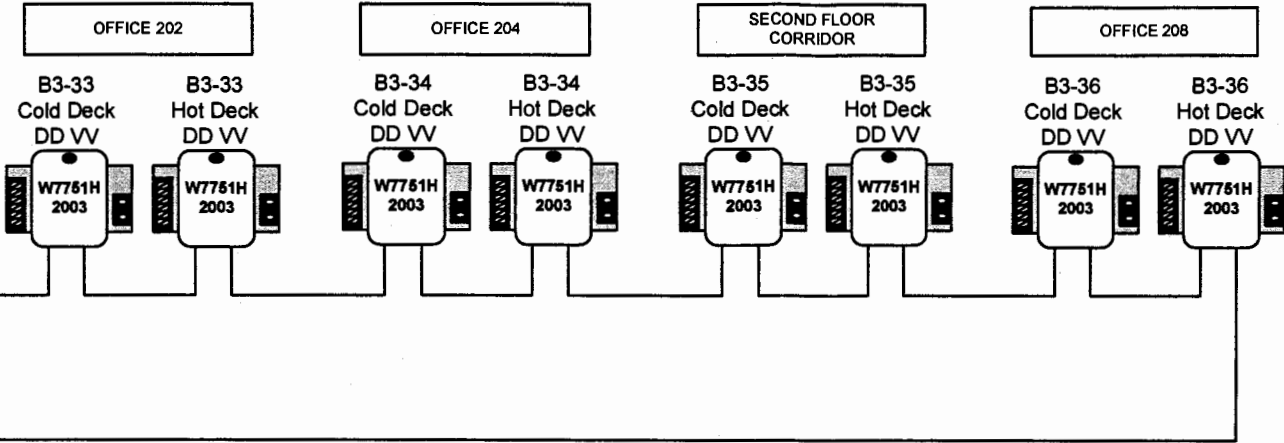 OFFICE 202
OFFICE 204
SECOND FLOOR
CORRIDOR
OFFICE 208
B3-33
Cold Deck
DD VV
B3-33
Hot Deck
DD VV
B3-34
Cold Deck
DD VV
B3-34
Hot Deck
DD VV
B3-35
Cold Deck
DD VV
B3-35
Hot Deck
DD VV
B3-36
Cold Deck
DD VV
B3-36
Hot Deck
DD VV
W7751H
2003
W7751H
2003
W7751H
2003
W7751H
2003
W7751H
2003
W7751H
2003
W7751H
2003
W7751H
2003